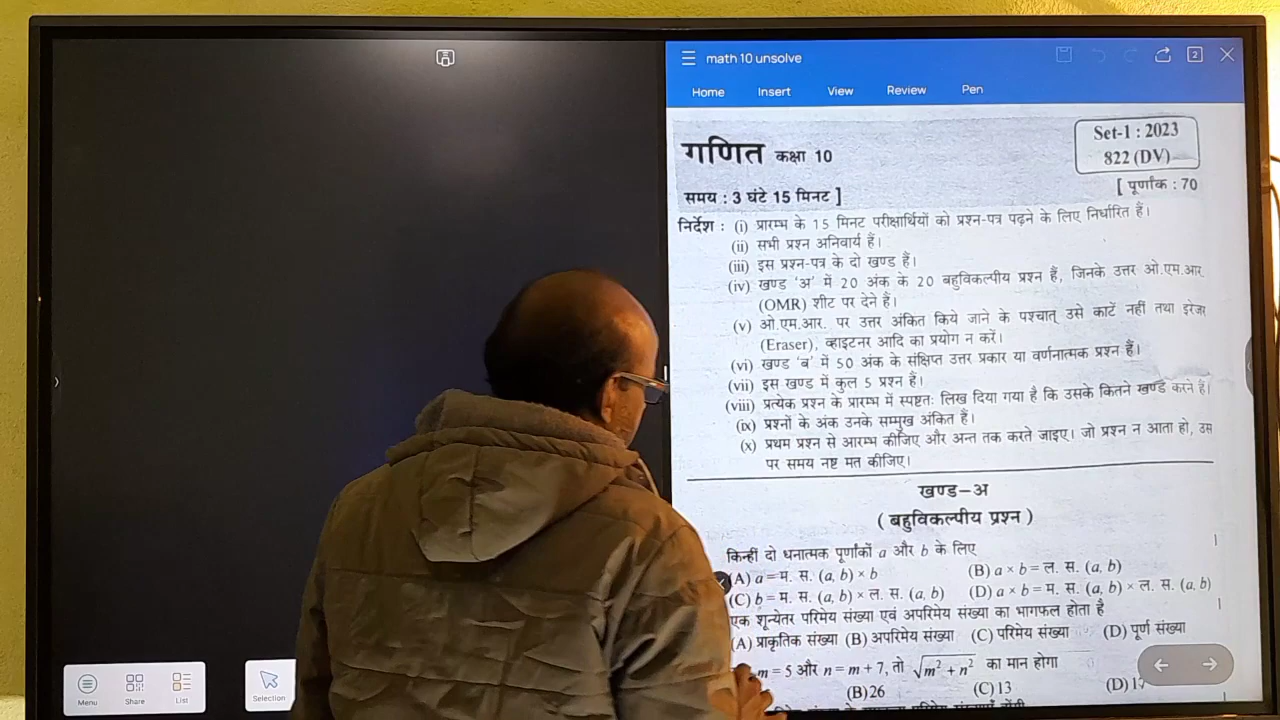 math 10 unsolve
2
Home Insert View Review Pen
Set-1 : 2023
822 (DV)
गणित कक्षा 10
[ पूर्णांक : 70
समय : 3 घंटे 15 मिनट ]
निर्देश : (i) प्रारम्भ के 15 मिनट परीक्षार्थियों को प्रश्न-पत्र पढ़ने के लिए निर्धारित हैं।
(ii) सभी प्रश्न अनिवार्य हैं।
(iii) इस प्रश्न-पत्र के दो खण्ड हैं।
(iv) खण्ड 'अ' में 20 अंक के 20 बहुविकल्पीय प्रश्न हैं, जिनके उत्तर ओ.एम.आर
(OMR) शीट पर देने हैं।
(v) ओ.एम.आर. पर उत्तर अंकित किये जाने के पश्चात् उसे काटें नहीं तथा इरेजर
(Eraser), व्हाइटनर आदि का प्रयोग न करें।
(vi) खण्ड 'ब' में 50 अंक के संक्षिप्त उत्तर प्रकार या वर्णनात्मक प्रश्न हैं।
(vii) इस खण्ड में कुल 5 प्रश्न हैं।
(viii) प्रत्येक प्रश्न के प्रारम्भ में स्पष्टतः लिख दिया गया है कि उसके कितने खण्ड करने हैं।
(ix) प्रश्नों के अंक उनके सम्मुख अंकित हैं।
(x) प्रथम प्रश्न से आरम्भ कीजिए और अन्त तक करते जाइए। जो प्रश्न न आता हो, उस
पर समय नष्ट मत कीजिए।
खण्ड–अ
( बहुविकल्पीय प्रश्न )
किन्हीं दो धनात्मक पूर्णांकों a और b के लिए 1
(A) a = म. स. (a, b) × b (B) a × b = ल. स. (a, b)
(C) b = म. स. (a, b) × ल. स. (a, b) (D) a × b = म. स. (a, b) × ल. स. (a, b)
एक शून्येतर परिमेय संख्या एवं अपरिमेय संख्या का भागफल होता है 1
(A) प्राकृतिक संख्या (B) अपरिमेय संख्या (C) परिमेय संख्या (D) पूर्ण संख्या
m = 5 और n = m + 7, तो √m² + n² का मान होगा
(B) 26 (C) 13 (D)
Menu Share List Selection